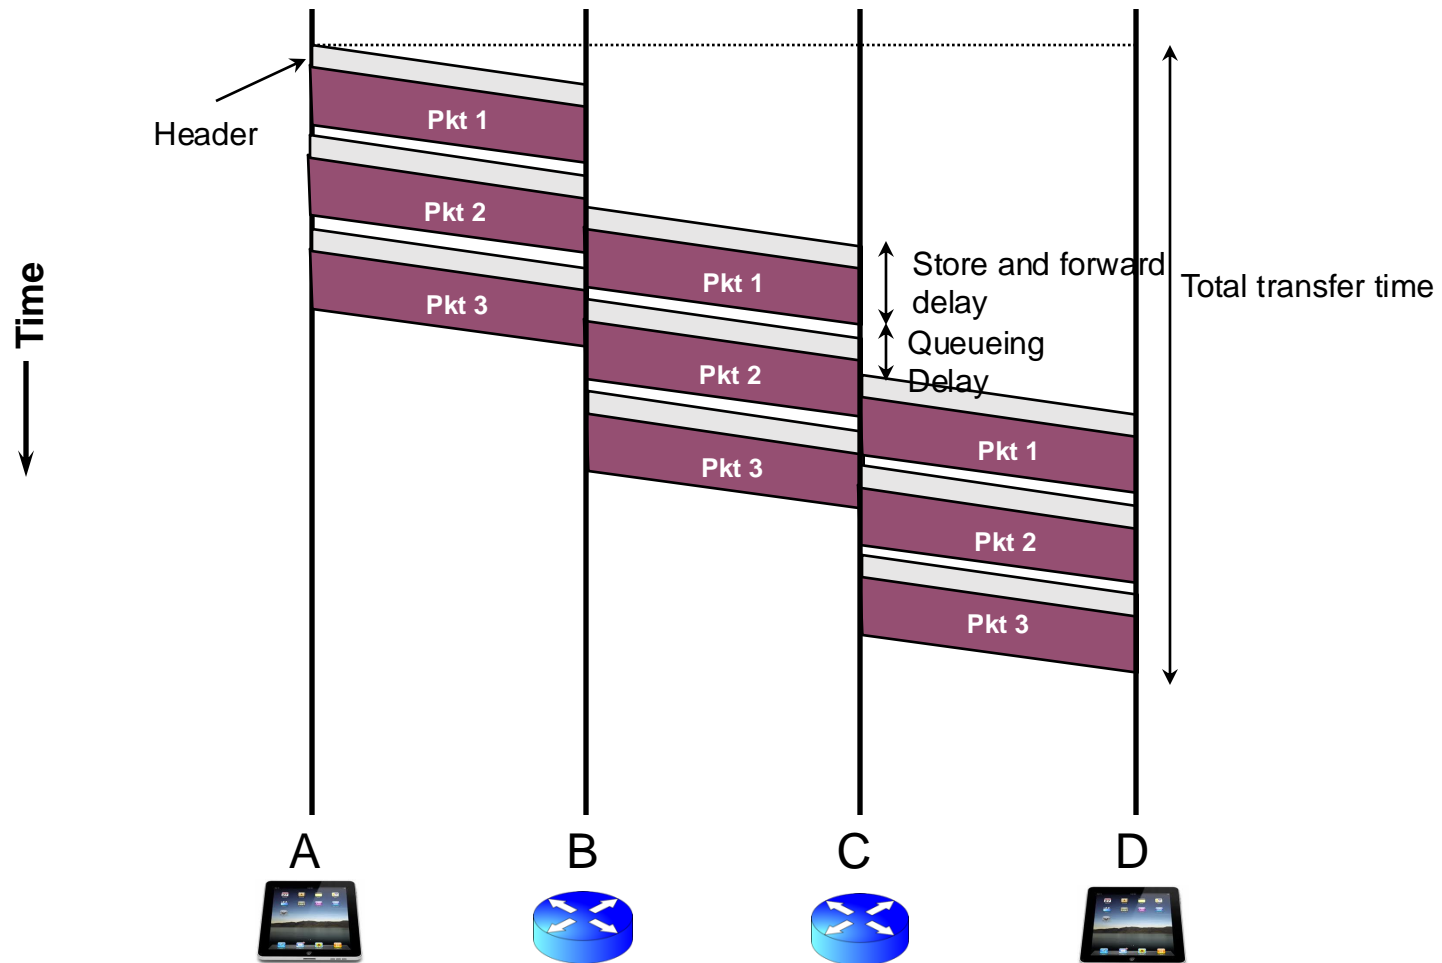 Header
Pkt 1
Pkt 2
Pkt 3
Pkt 1
Pkt 2
Pkt 3
Store and forward
delay
Queueing
Delay
Pkt 1
Pkt 2
Pkt 3
Total transfer time
Time
A
B
C
D